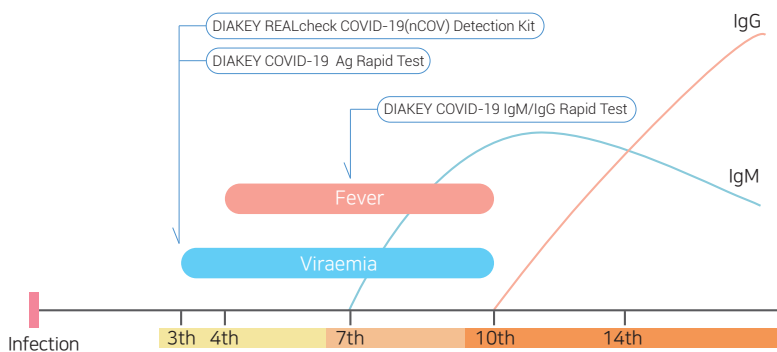 DIAKEY REALcheck COVID-19(nCOV) Detection Kit
DIAKEY COVID-19 Ag Rapid Test
DIAKEY COVID-19 IgM/IgG Rapid Test
IgG
IgM
Fever
Viraemia
Infection
3th 4th 7th 10th 14th